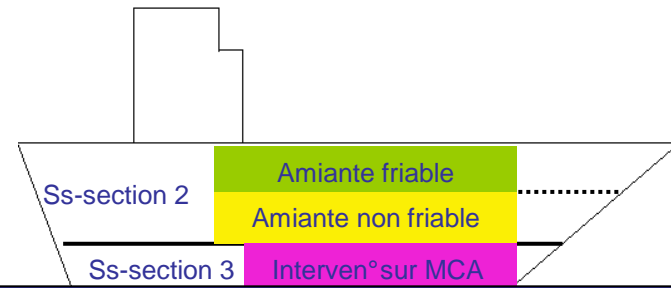 Amiante friable
Ss-section 2
Amiante non friable
Ss-section 3
Interven°sur MCA